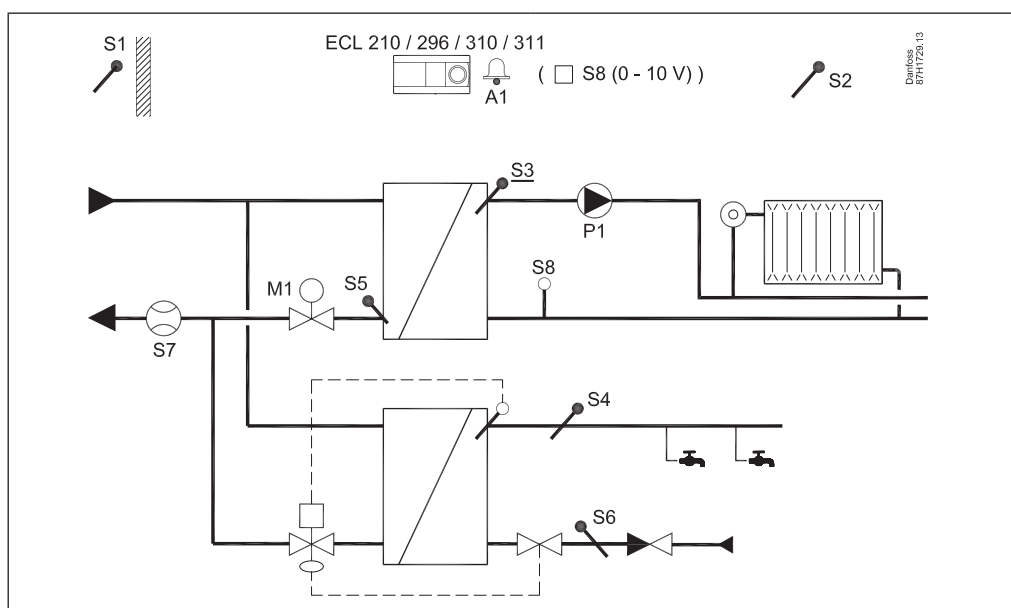 S1
ECL 210 / 296 / 310 / 311
A1
( S8 (0 - 10 V) )
S2
Danfoss
87H1729.13
S3
P1
M1
S5
S8
S7
S4
S6